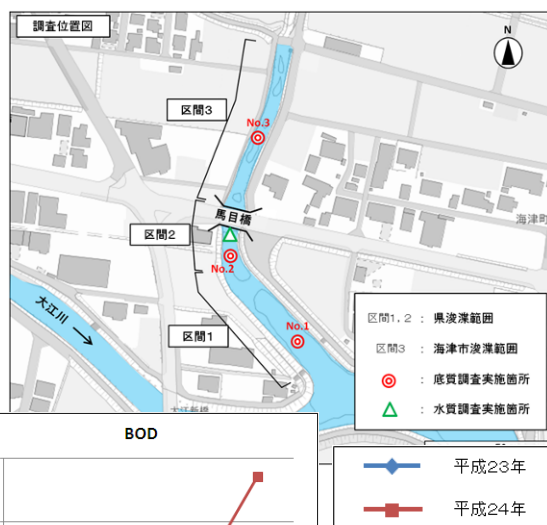 調査位置図
N
区間3
No.3
馬目橋
海津町
区間2
No.2
大江川
区間1
No.1
区間1.2 : 県浚渫範囲
区間3 : 海津市浚渫範囲
: 底質調査実施箇所
: 水質調査実施箇所
BOD
平成23年
平成24年